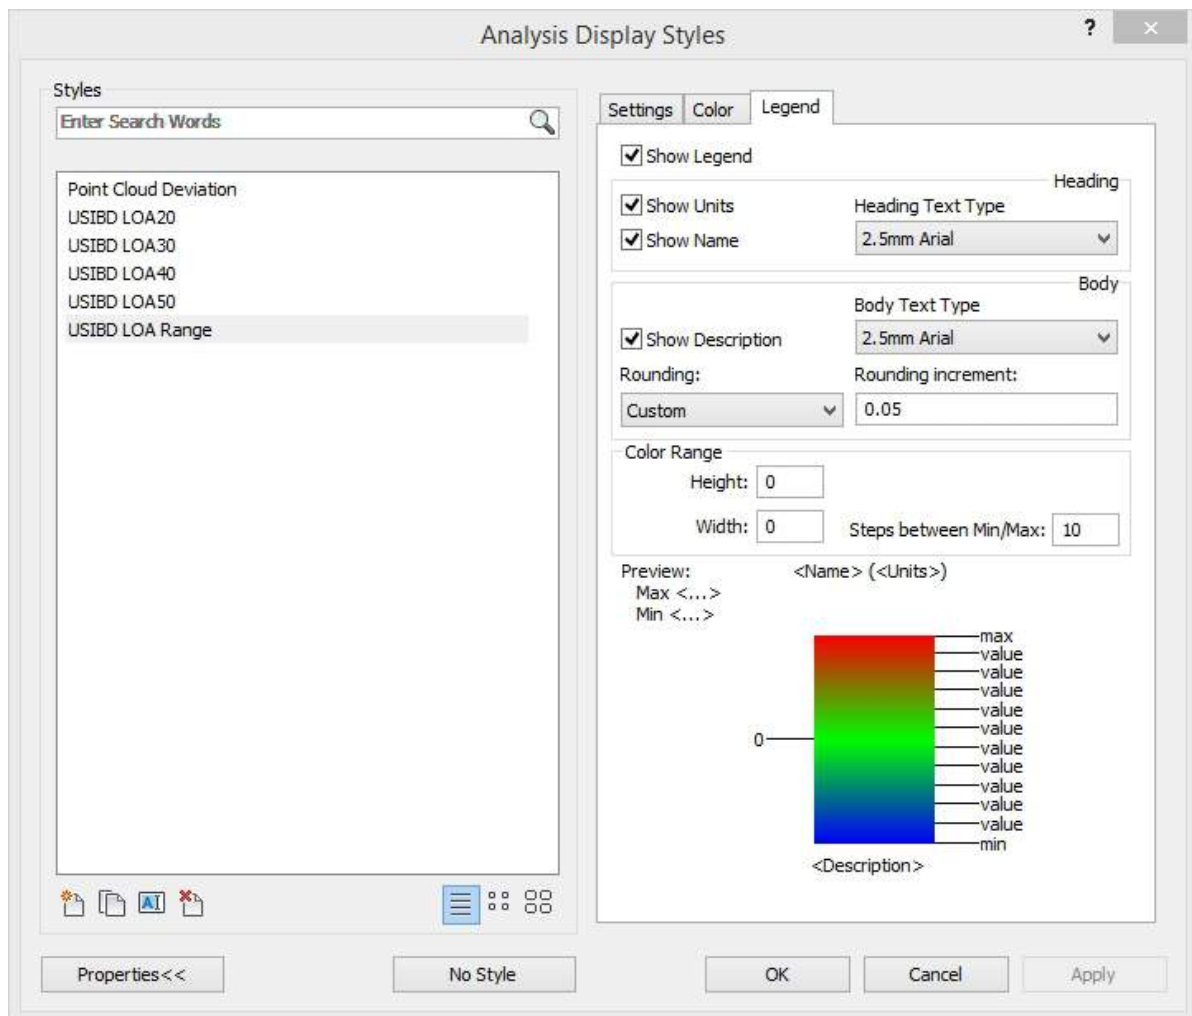 Analysis Display Styles
?
Styles
Enter Search Words
Point Cloud Deviation
USIBD LOA20
USIBD LOA30
USIBD LOA40
USIBD LOA50
USIBD LOA Range
Properties<<
No Style
Settings Color Legend
Show Legend
Heading
Show Units Heading Text Type
Show Name 2.5mm Arial
Body
Body Text Type
Show Description 2.5mm Arial
Rounding: Rounding increment:
Custom 0.05
Color Range
Height: 0
Width: 0 Steps between Min/Max: 10
Preview: <Name> (<Units>)
Max <...>
Min <...>
max
value
value
value
value
value
0
value
value
value
value
value
min
<Description>
OK Cancel Apply